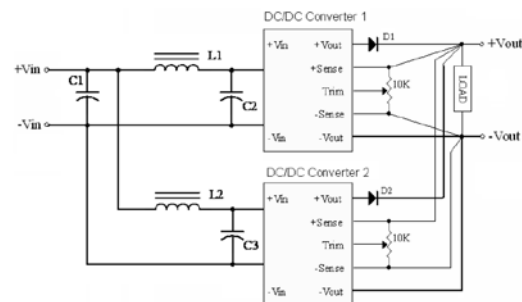 DC/DC Converter 1
D1
+Vout
L1
+Vin
+Vout
+Vin
+Sense
C1
C2
Trim
10K
LOAD
-Sense
-Vin
-Vin
-Vout
-Vout
DC/DC Converter 2
L2
+Vin
+Vout
D2
+Sense
C3
Trim
10K
-Sense
-Vin
-Vout